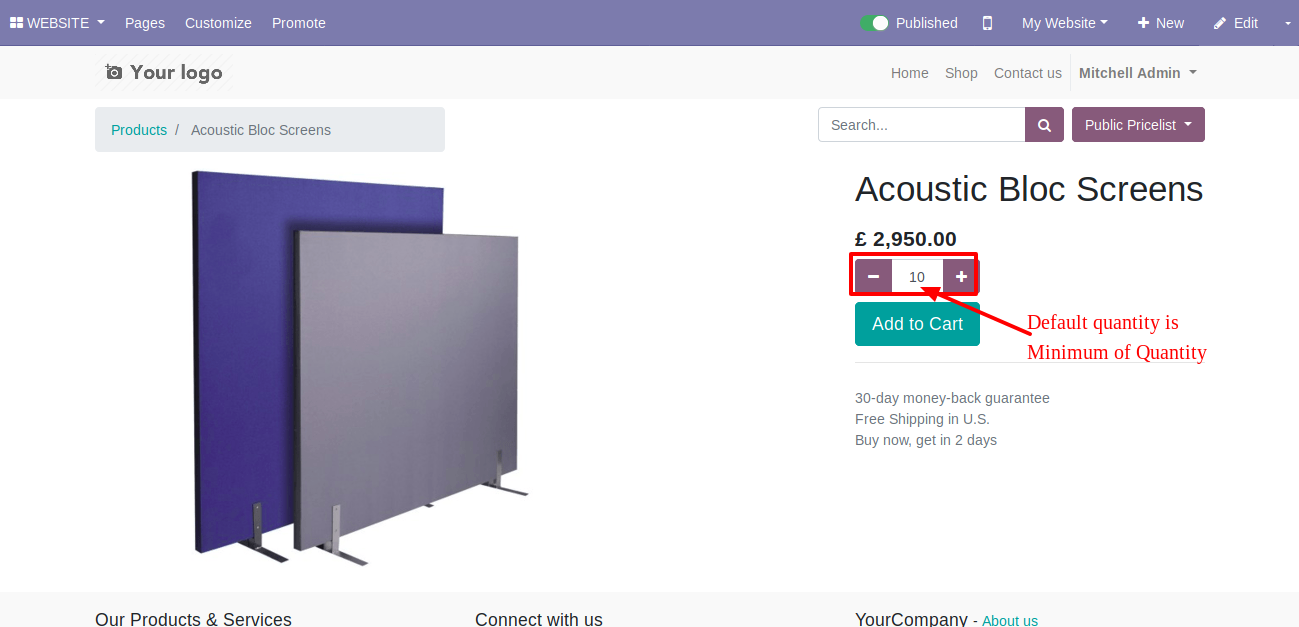 WEBSITE Pages Customize Promote Published My Website New Edit
Your logo Home Shop Contact us Mitchell Admin
Products / Acoustic Bloc Screens Search... Public Pricelist
Acoustic Bloc Screens
£ 2,950.00
− 10 +
Add to Cart
Default quantity is
Minimum of Quantity
30-day money-back guarantee
Free Shipping in U.S.
Buy now, get in 2 days
Our Products & Services Connect with us YourCompany - About us